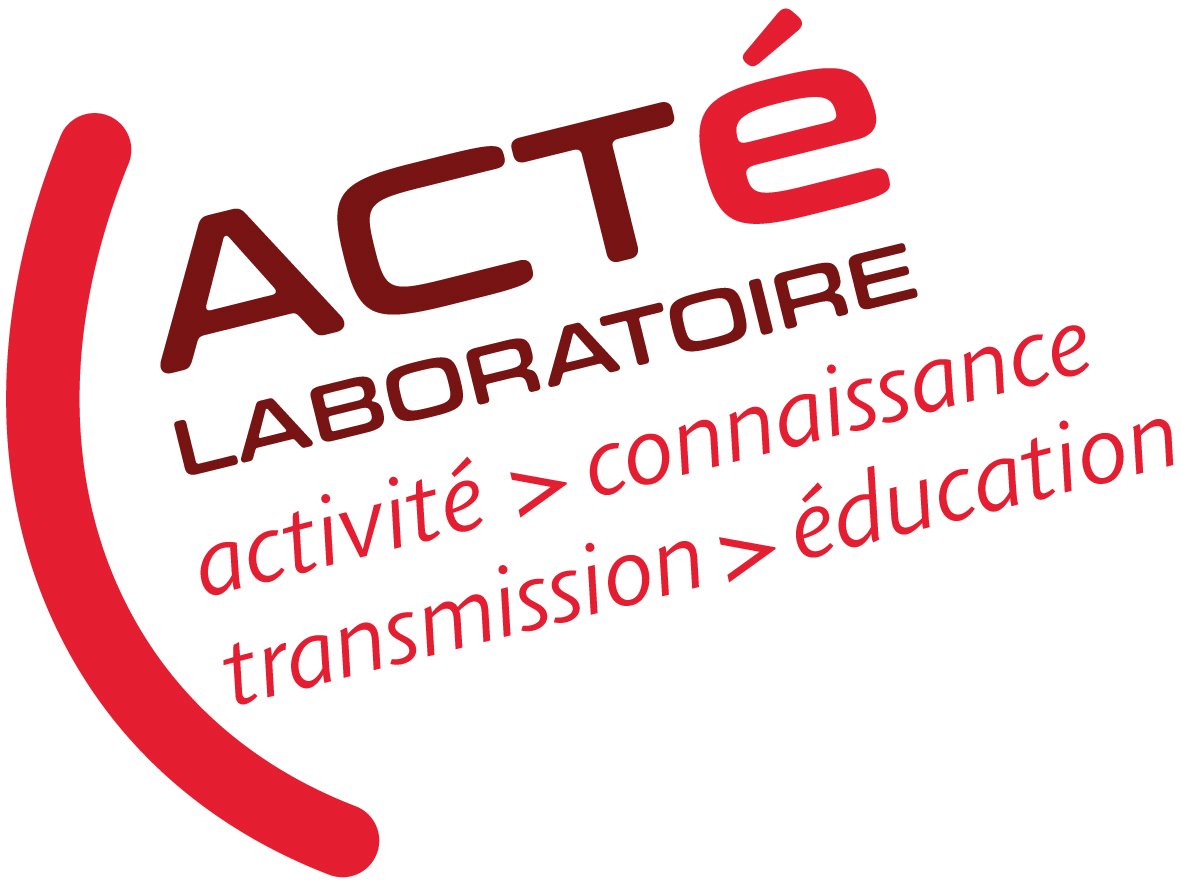 ACTé
LABORATOIRE
activité > connaissance
transmission > éducation